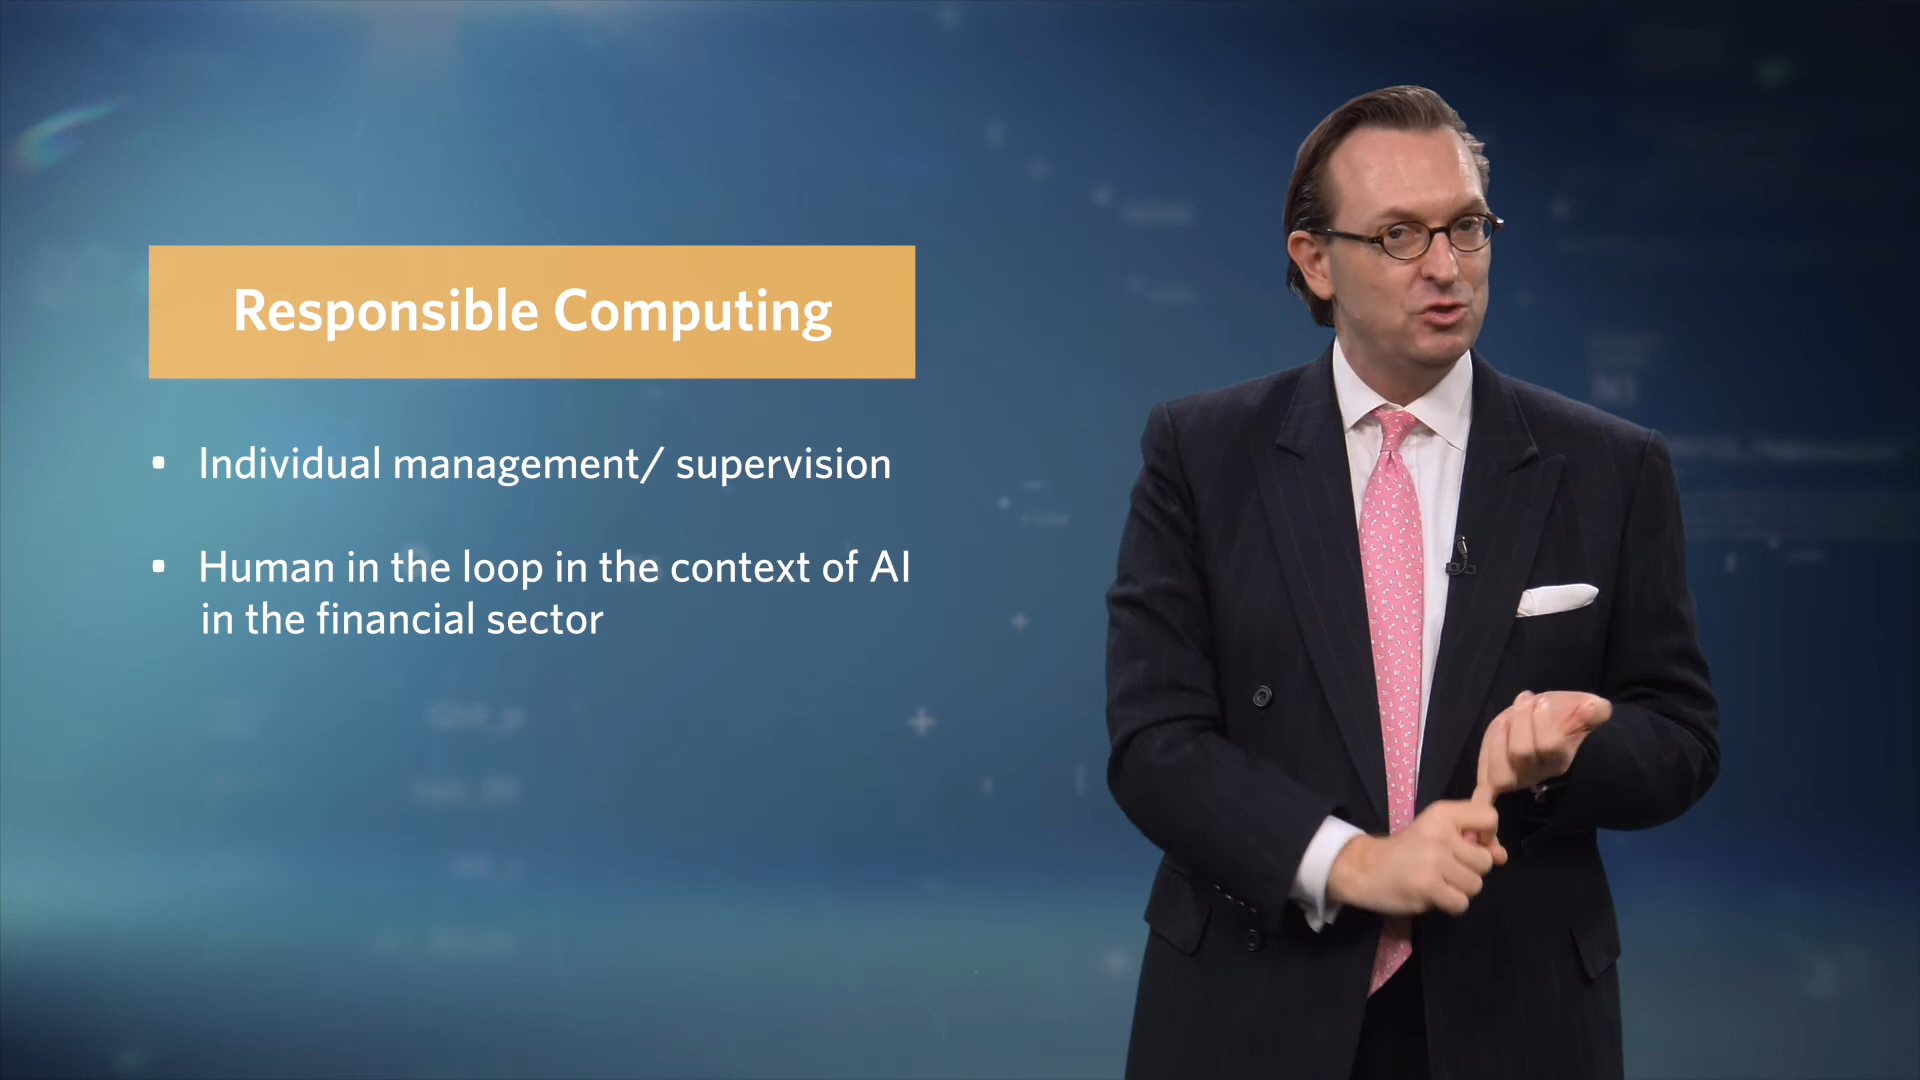 Responsible Computing
• Individual management/ supervision
• Human in the loop in the context of AI
in the financial sector